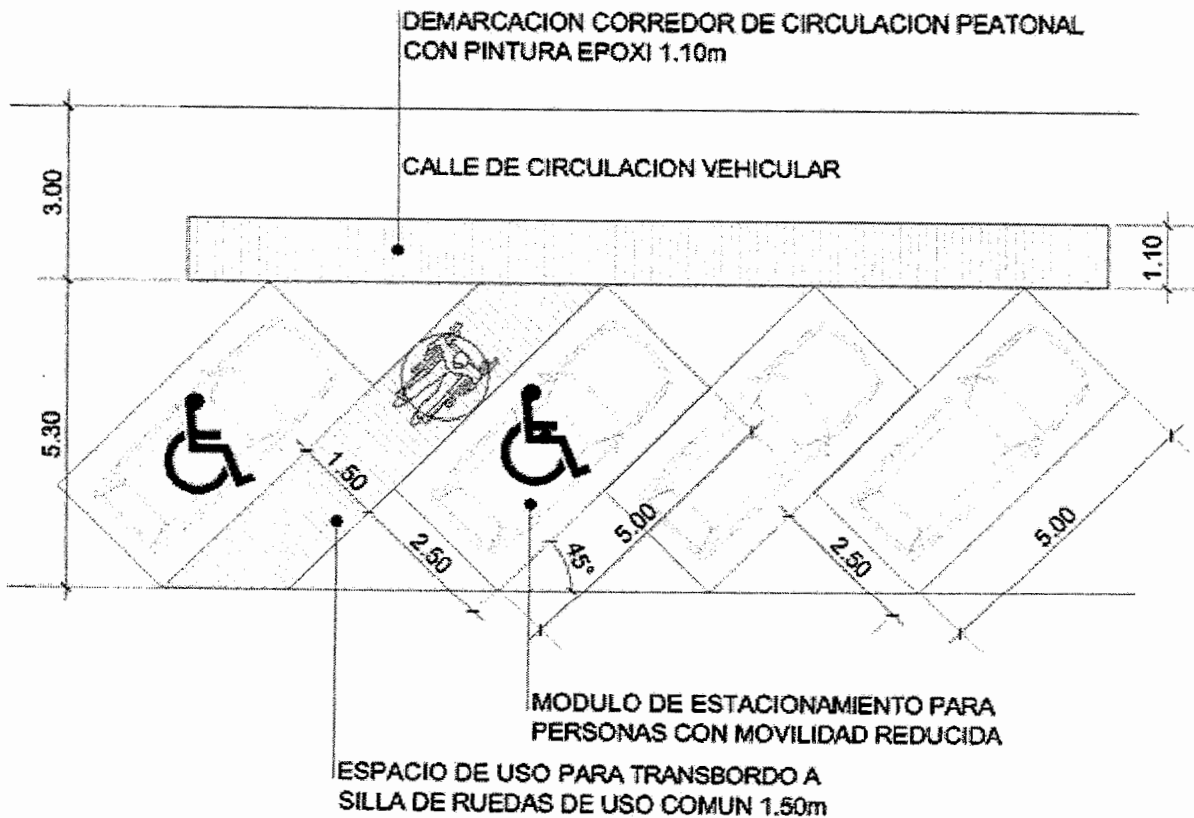 DEMARCACION CORREDOR DE CIRCULACION PEATONAL
CON PINTURA EPOXI 1.10m
CALLE DE CIRCULACION VEHICULAR
3.00
1.10
5.30
1.50
2.50
45°
5.00
2.50
5.00
MODULO DE ESTACIONAMIENTO PARA
PERSONAS CON MOVILIDAD REDUCIDA
ESPACIO DE USO PARA TRANSBORDO A
SILLA DE RUEDAS DE USO COMUN 1.50m